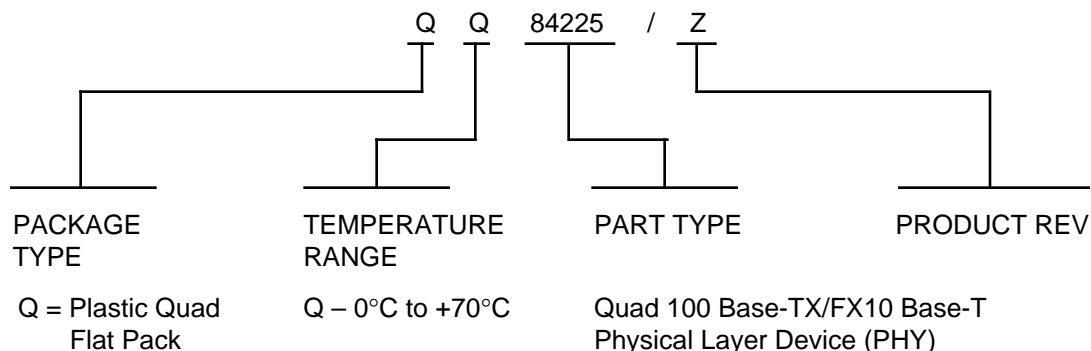 Q Q 84225 / Z
PACKAGE TYPE
TEMPERATURE RANGE
PART TYPE
PRODUCT REV
Q = Plastic Quad
Flat Pack
Q – 0°C to +70°C
Quad 100 Base-TX/FX10 Base-T
Physical Layer Device (PHY)